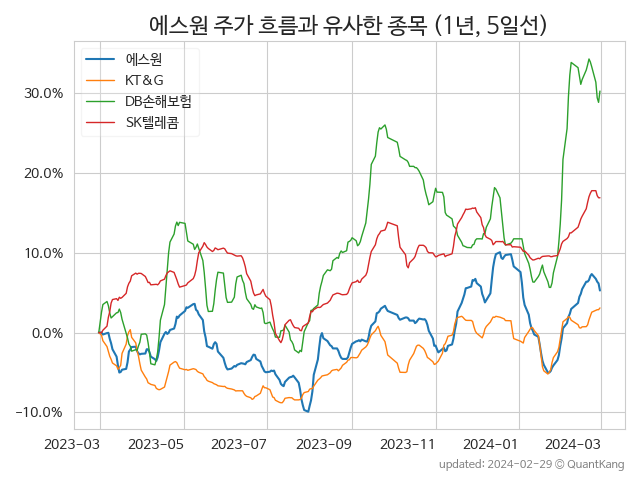 에스원 주가 흐름과 유사한 종목 (1년, 5일선)
에스원
KT&G
DB손해보험
SK텔레콤
30.0%
20.0%
10.0%
0.0%
−10.0%
2023-03 2023-05 2023-07 2023-09 2023-11 2024-01 2024-03
updated: 2024-02-29 ⓒ QuantKang